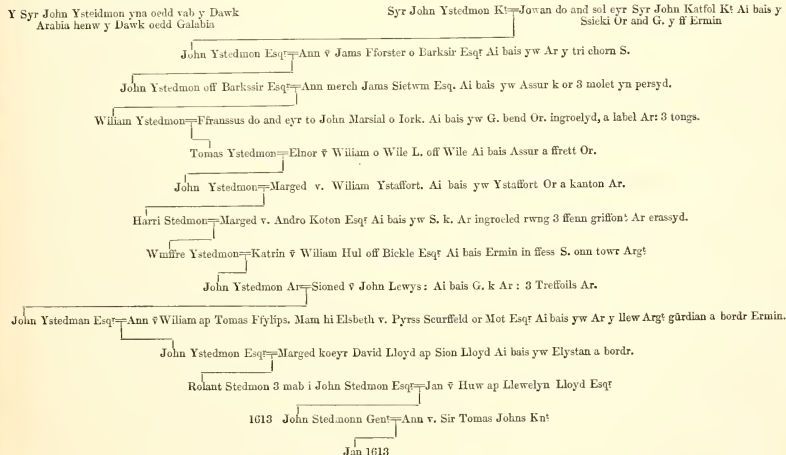 Y Syr John Ysteidmon yna oedd vab y Dawk
Arabia henw y Dawk oedd Galabia
Syr John Ystedmon Kt=Jowan do and sol eyr Syr John Katfol Kt Ai bais y
Ssieki Or and G. y ff Ermin
John Ystedmon Esqr=Ann v̄ Jams Fforster o Barksir Esqr Ai bais yw Ar y tri chorn S.
John Ystedmon off Barkssir Esqr=Ann merch Jams Sietwm Esq. Ai bais yw Assur k or 3 molet yn persyd.
Wiliam Ystedmon=Ffranssus do and eyr to John Marsial o Iork. Ai bais yw G. bend Or. ingroelyd, a label Ar: 3 tongs.
Tomas Ystedmon=Elnor v̄ Wiliam o Wile L. off Wile Ai bais Assur a ffrett Or.
John Ystedmon=Marged v. Wiliam Ystaffort. Ai bais yw Ystaffort Or a kanton Ar.
Harri Stedmon=Marged v. Andro Koton Esqr Ai bais yw S. k. Ar ingroeled rwng 3 ffenn griffont Ar erassyd.
Wmffre Ystedmon=Katrin v̄ Wiliam Hul off Bickle Esqr Ai bais Ermin in ffess S. onn towr Argt
John Ystedmon Ar=Sioned v̄ John Lewys: Ai bais G. k Ar: 3 Treffoils Ar.
John Ystedman Esqr=Ann v̄ Wiliam ap Tomas Ffylips. Mam hi Elsbeth v. Pyrss Scurffeld or Mot Esqr Ai bais yw Ar y llew Argt gûrdian a bordr Ermin.
John Ystedmon Esqr=Marged koeyr David Lloyd ap Sion Lloyd Ai bais yw Elystan a bordr.
Rolant Stedmon 3 mab i John Stedmon Esqr=Jan v̄ Huw ap Llewelyn Lloyd Esqr
1613 John Stedmonn Gent=Ann v. Sir Tomas Johns Knt
Jan 1613